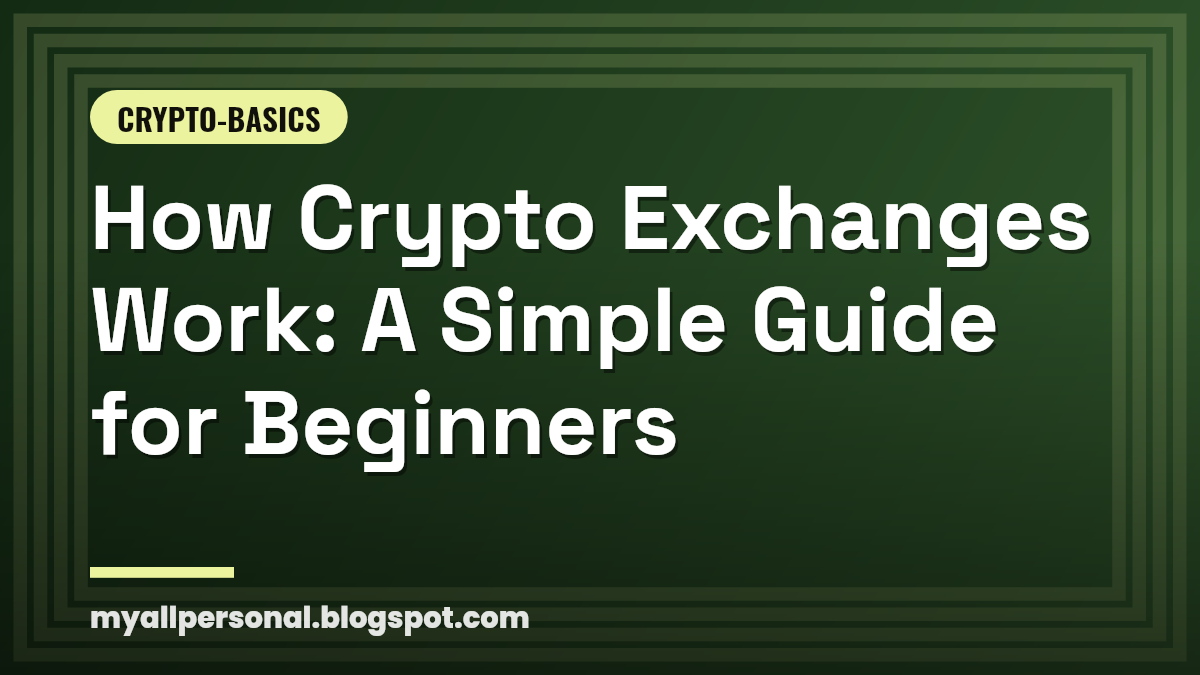 CRYPTO-BASICS
How Crypto Exchanges
Work: A Simple Guide
for Beginners
myallpersonal.blogspot.com